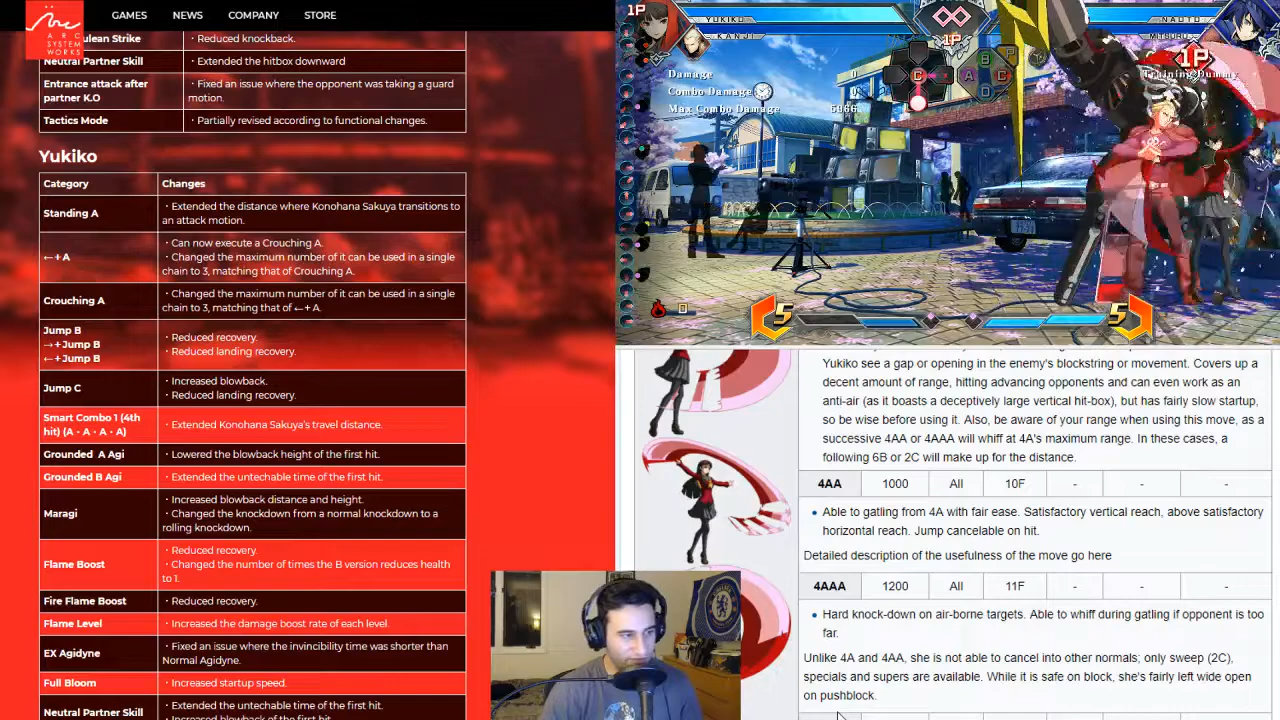 GAMES NEWS COMPANY STORE
ARC
SYSTEM
WORKS
ulean Strike ・Reduced knockback.
Neutral Partner Skill ・Extended the hitbox downward
Entrance attack after ・Fixed an issue where the opponent was taking a guard
partner K.O motion.
Tactics Mode ・Partially revised according to functional changes.
Yukiko
Category Changes
Standing A ・Extended the distance where Konohana Sakuya transitions to
an attack motion.
←+A ・Can now execute a Crouching A.
・Changed the maximum number of it can be used in a single
chain to 3, matching that of Crouching A.
Crouching A ・Changed the maximum number of it can be used in a single
chain to 3, matching that of ←+ A.
Jump B
→+Jump B ・Reduced recovery.
←+Jump B ・Reduced landing recovery.
Jump C ・Increased blowback.
・Reduced landing recovery.
Smart Combo 1 (4th
hit) (A・A・A・A) ・Extended Konohana Sakuya's travel distance.
Grounded A Agi ・Lowered the blowback height of the first hit.
Grounded B Agi ・Extended the untechable time of the first hit.
Maragi ・Increased blowback distance and height.
・Changed the knockdown from a normal knockdown to a
rolling knockdown.
Flame Boost ・Reduced recovery.
・Changed the number of times the B version reduces health
to 1.
Fire Flame Boost ・Reduced recovery.
Flame Level ・Increased the damage boost rate of each level.
EX Agidyne ・Fixed an issue where the invincibility time was shorter than
Normal Agidyne.
Full Bloom ・Increased startup speed.
Neutral Partner Skill ・Extended the untechable time of the first hit.
・Increased blowback of the first hit.
1P
YUKIKO
KANJI
NAOTO
MITSURU
1P
1P
Training Dummy
Damage 0
Combo Damage 0
Max Combo Damage 5866
C A B C D P
0
5 5
Yukiko see a gap or opening in the enemy's blockstring or movement. Covers up a
decent amount of range, hitting advancing opponents and can even work as an
anti-air (as it boasts a deceptively large vertical hit-box), but has fairly slow startup,
so be wise before using it. Also, be aware of your range when using this move, as a
successive 4AA or 4AAA will whiff at 4A's maximum range. In these cases, a
following 6B or 2C will make up for the distance.
4AA 1000 All 10F - - -
• Able to gatling from 4A with fair ease. Satisfactory vertical reach, above satisfactory
horizontal reach. Jump cancelable on hit.
Detailed description of the usefulness of the move go here
4AAA 1200 All 11F - - -
• Hard knock-down on air-borne targets. Able to whiff during gatling if opponent is too
far.
Unlike 4A and 4AA, she is not able to cancel into other normals; only sweep (2C),
specials and supers are available. While it is safe on block, she's fairly left wide open
on pushblock.